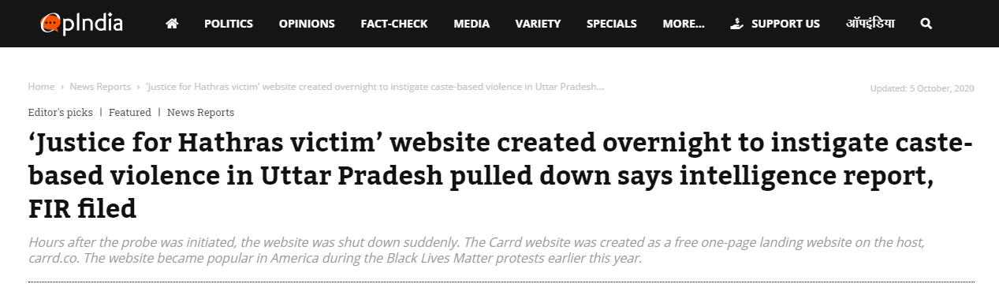 OpIndia
POLITICS OPINIONS FACT-CHECK MEDIA VARIETY SPECIALS MORE... SUPPORT US ऑपइंडिया
Home › News Reports › 'Justice for Hathras victim' website created overnight to instigate caste-based violence in Uttar Pradesh...
Updated: 5 October, 2020
Editor's picks | Featured | News Reports
‘Justice for Hathras victim’ website created overnight to instigate caste-
based violence in Uttar Pradesh pulled down says intelligence report,
FIR filed
Hours after the probe was initiated, the website was shut down suddenly. The Carrd website was created as a free one-page landing website on the host,
carrd.co. The website became popular in America during the Black Lives Matter protests earlier this year.